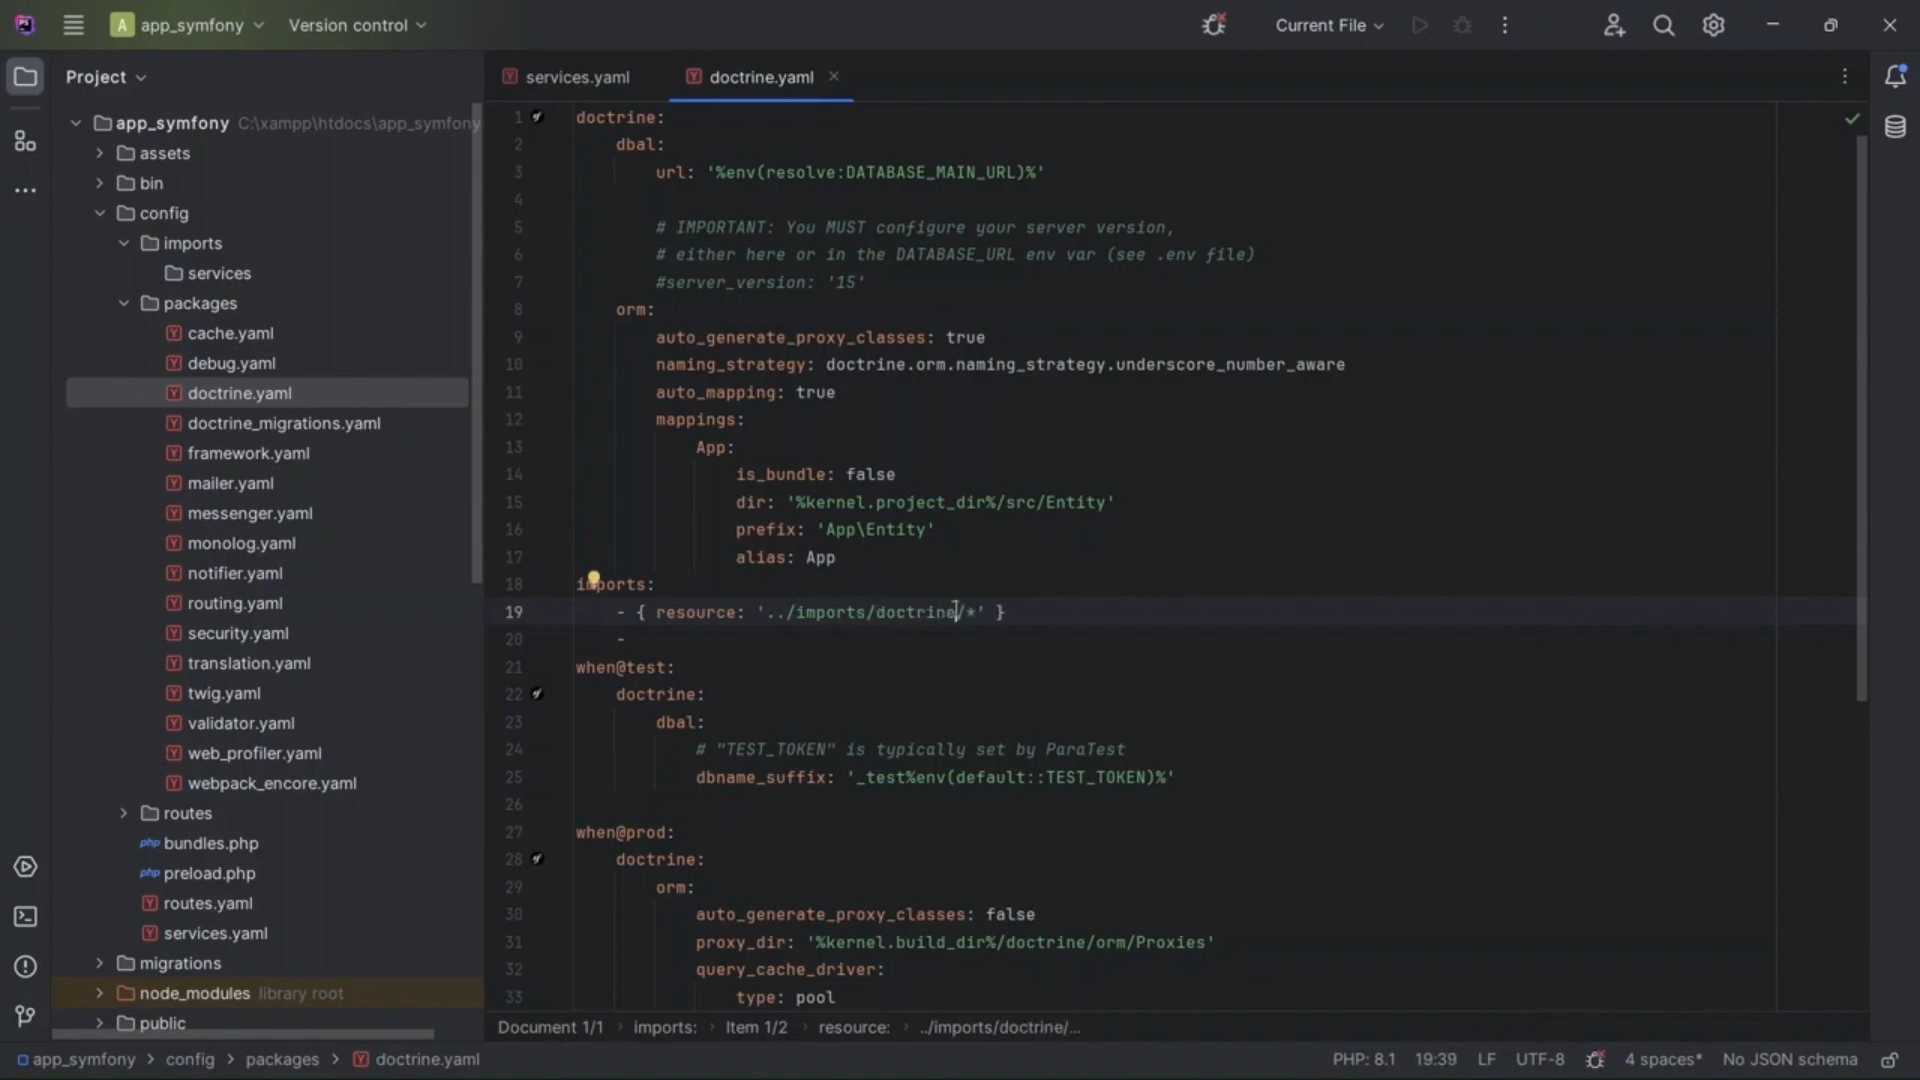 A app_symfony Version control Current File
Project
services.yaml doctrine.yaml
app_symfony C:\xampp\htdocs\app_symfony
assets
bin
config
imports
services
packages
cache.yaml
debug.yaml
doctrine.yaml
doctrine_migrations.yaml
framework.yaml
mailer.yaml
messenger.yaml
monolog.yaml
notifier.yaml
routing.yaml
security.yaml
translation.yaml
twig.yaml
validator.yaml
web_profiler.yaml
webpack_encore.yaml
routes
php bundles.php
php preload.php
routes.yaml
services.yaml
migrations
node_modules library root
public
1 doctrine:
2 dbal:
3 url: '%env(resolve:DATABASE_MAIN_URL)%'
4
5 # IMPORTANT: You MUST configure your server version,
6 # either here or in the DATABASE_URL env var (see .env file)
7 #server_version: '15'
8 orm:
9 auto_generate_proxy_classes: true
10 naming_strategy: doctrine.orm.naming_strategy.underscore_number_aware
11 auto_mapping: true
12 mappings:
13 App:
14 is_bundle: false
15 dir: '%kernel.project_dir%/src/Entity'
16 prefix: 'App\Entity'
17 alias: App
18 imports:
19 - { resource: '../imports/doctrine/*' }
20 -
21 when@test:
22 doctrine:
23 dbal:
24 # "TEST_TOKEN" is typically set by ParaTest
25 dbname_suffix: '_test%env(default::TEST_TOKEN)%'
26
27 when@prod:
28 doctrine:
29 orm:
30 auto_generate_proxy_classes: false
31 proxy_dir: '%kernel.build_dir%/doctrine/orm/Proxies'
32 query_cache_driver:
33 type: pool
Document 1/1 › imports: › Item 1/2 › resource: › ../imports/doctrine/...
app_symfony > config > packages > doctrine.yaml PHP: 8.1 19:39 LF UTF-8 4 spaces* No JSON schema